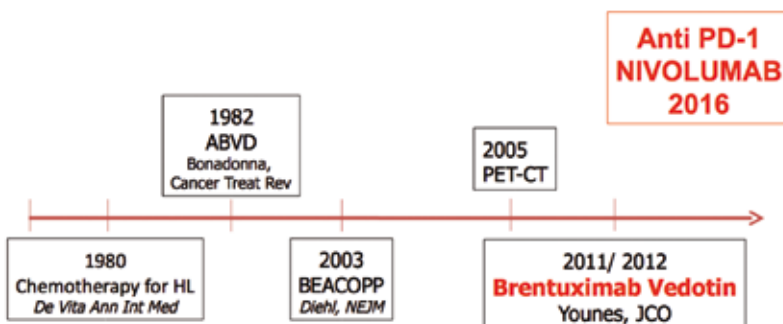 Anti PD-1
NIVOLUMAB
2016
1982
ABVD
Bonadonna,
Cancer Treat Rev
2005
PET-CT
1980
Chemotherapy for HL
De Vita Ann Int Med
2003
BEACOPP
Diehl, NEJM
2011/ 2012
Brentuximab Vedotin
Younes, JCO